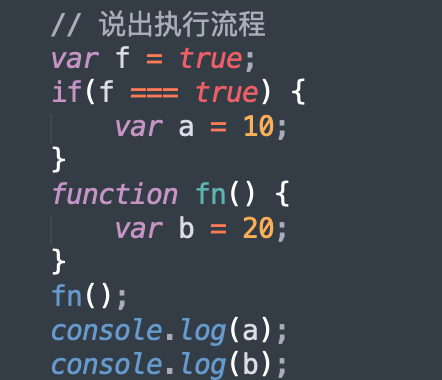 // 说出执行流程
var f = true;
if(f === true) {
    var a = 10;
}
function fn() {
    var b = 20;
}
fn();
console.log(a);
console.log(b);